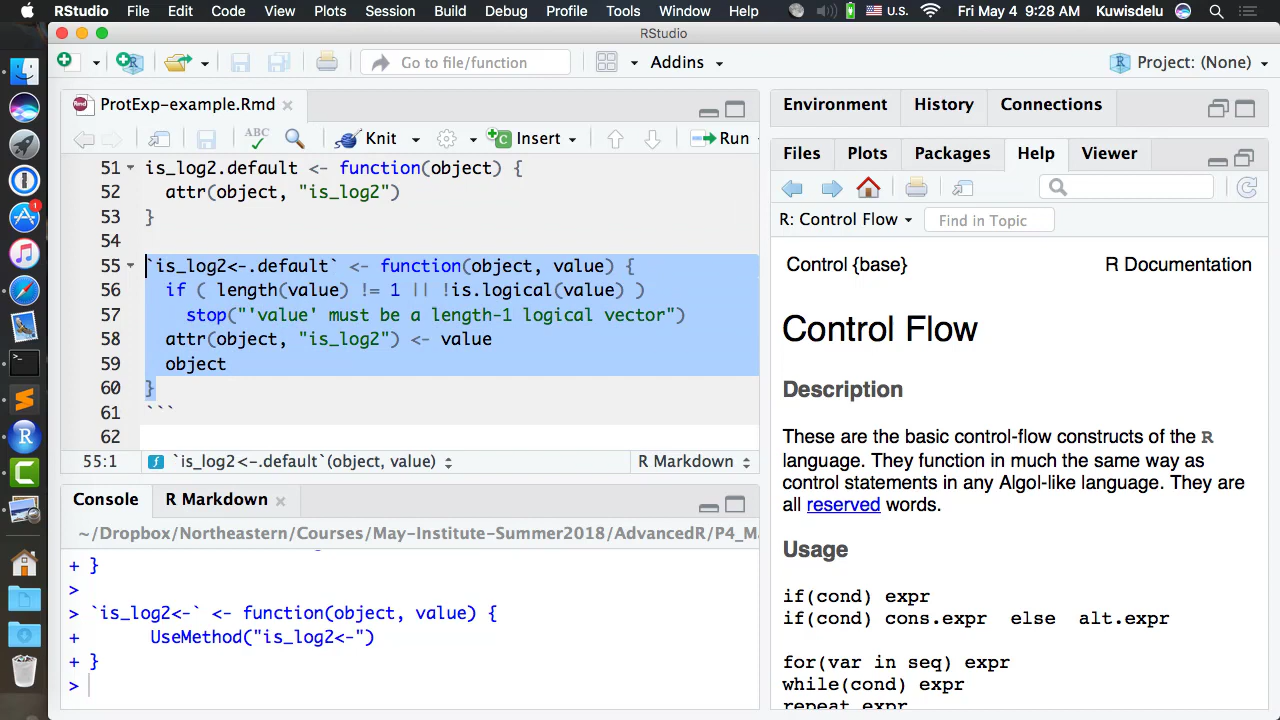 RStudio File Edit Code View Plots Session Build Debug Profile Tools Window Help U.S. Fri May 4 9:28 AM Kuwisdelu
RStudio
Go to file/function Addins Project: (None)
ProtExp-example.Rmd
ABC Knit Insert Run
51 is_log2.default <- function(object) {
52 attr(object, "is_log2")
53 }
54
55 `is_log2<-.default` <- function(object, value) {
56 if ( length(value) != 1 || !is.logical(value) )
57 stop("'value' must be a length-1 logical vector")
58 attr(object, "is_log2") <- value
59 object
60 }
61 ```
62
55:1 `is_log2<-.default`(object, value) R Markdown
Console R Markdown
~/Dropbox/Northeastern/Courses/May-Institute-Summer2018/AdvancedR/P4_M
+ }
>
> `is_log2<-` <- function(object, value) {
+ UseMethod("is_log2<-")
+ }
>
Environment History Connections
Files Plots Packages Help Viewer
R: Control Flow Find in Topic
Control {base} R Documentation
Control Flow
Description
These are the basic control-flow constructs of the R
language. They function in much the same way as
control statements in any Algol-like language. They are
all reserved words.
Usage
if(cond) expr
if(cond) cons.expr else alt.expr
for(var in seq) expr
while(cond) expr
repeat expr